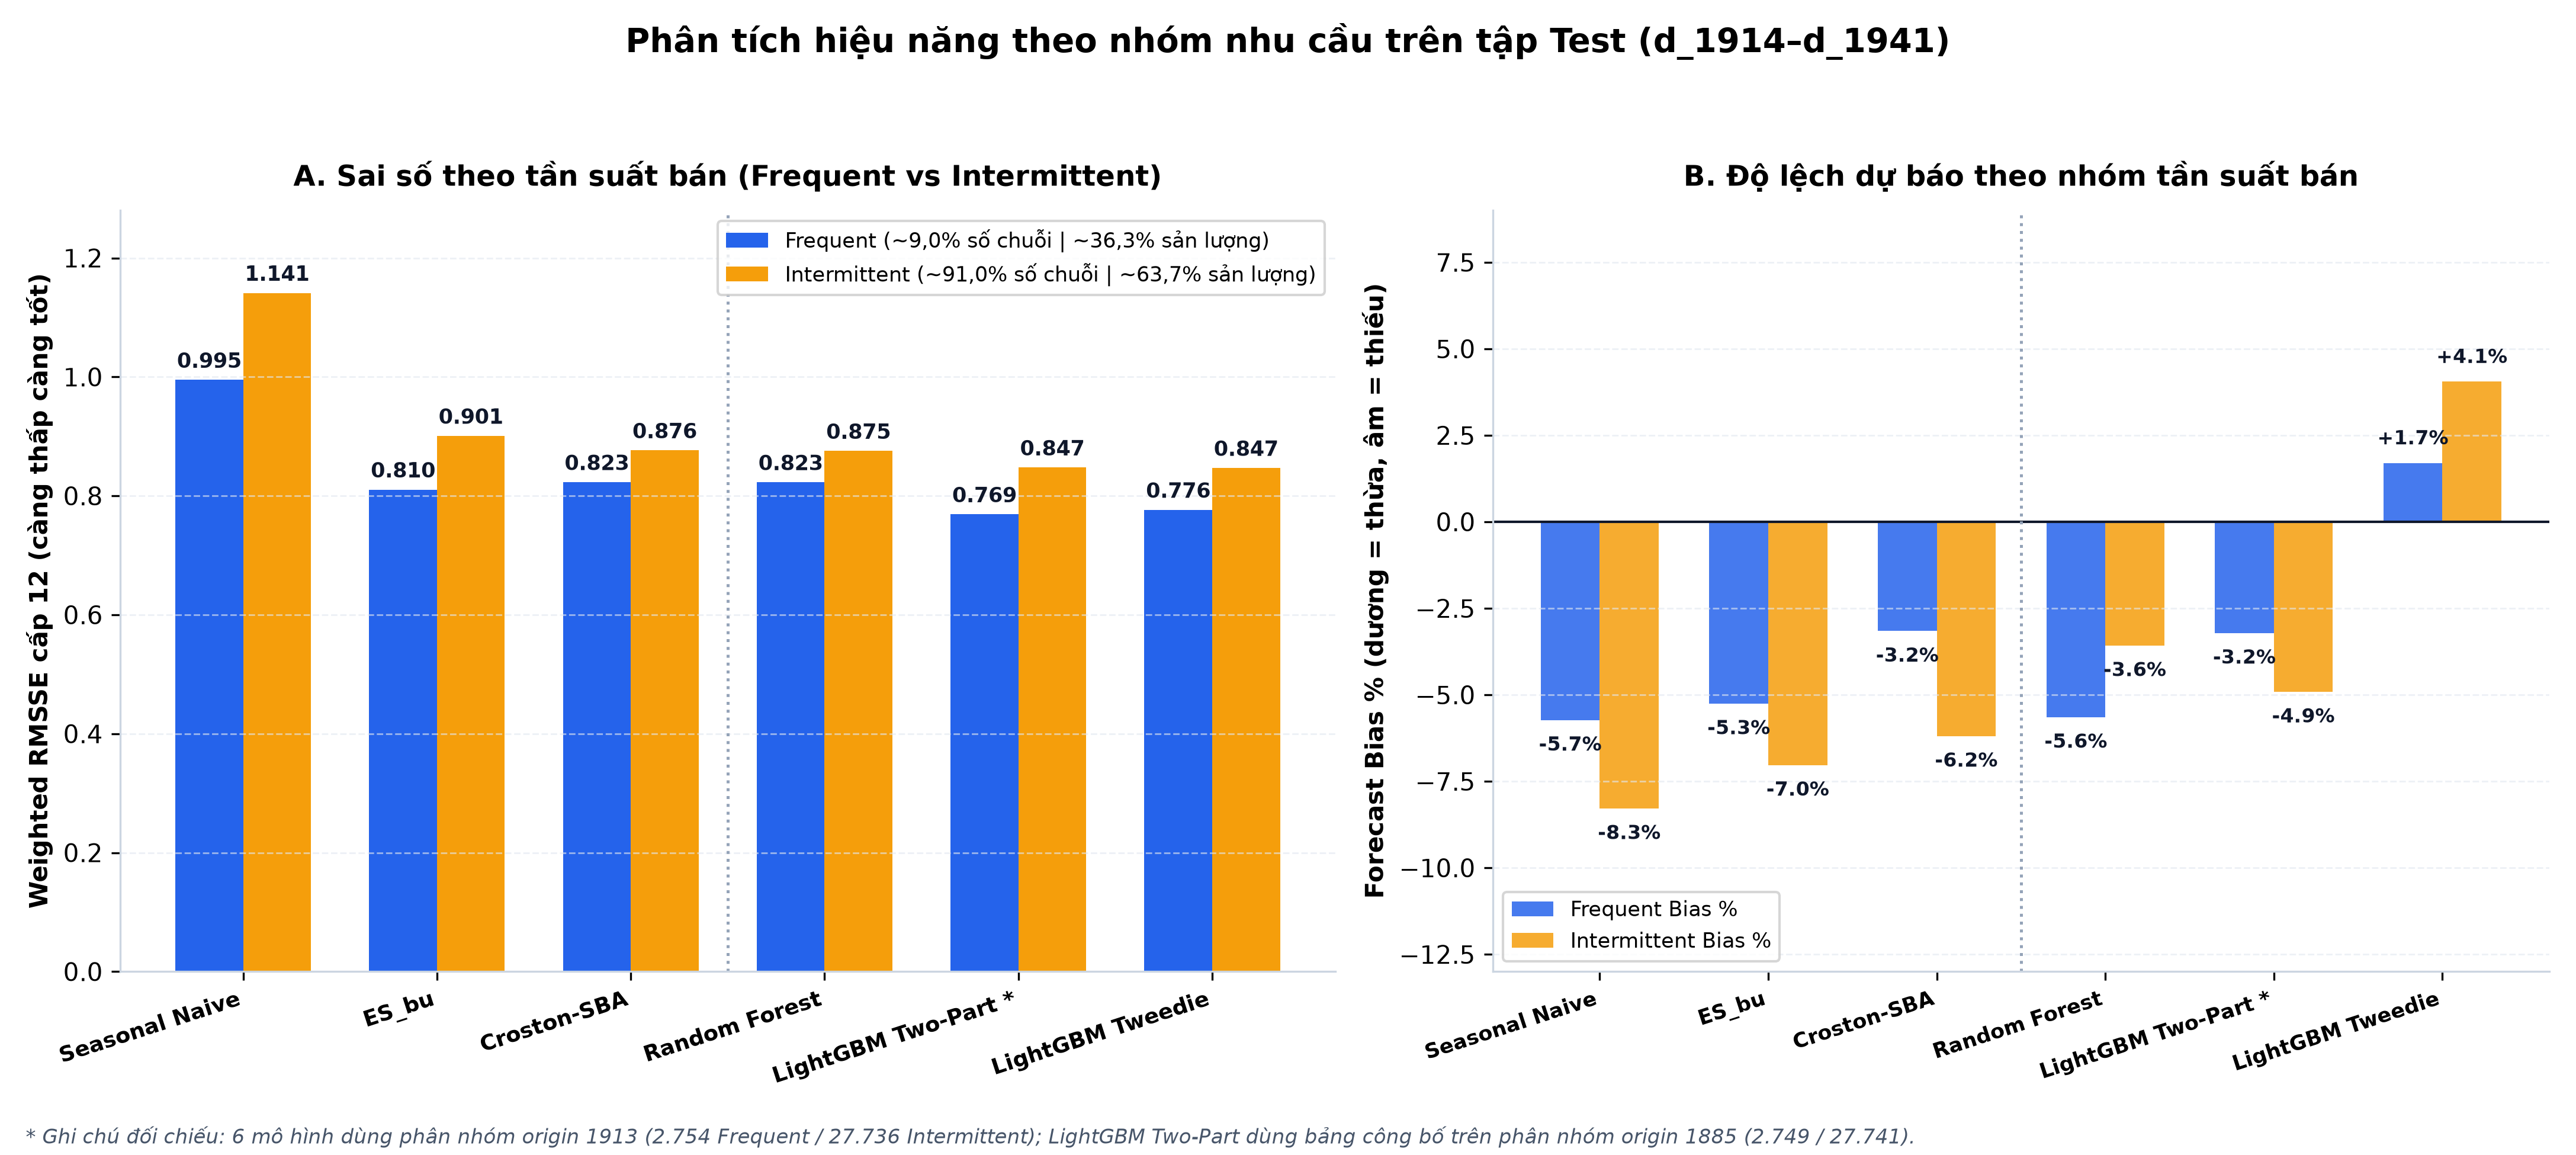 Phân tích hiệu năng theo nhóm nhu cầu trên tập Test (d_1914–d_1941)
A. Sai số theo tần suất bán (Frequent vs Intermittent)
Weighted RMSSE cấp 12 (càng thấp càng tốt)
1.2
1.0
0.8
0.6
0.4
0.2
0.0
Frequent (~9,0% số chuỗi | ~36,3% sản lượng)
Intermittent (~91,0% số chuỗi | ~63,7% sản lượng)
0.995
1.141
0.810
0.901
0.823
0.876
0.823
0.875
0.769
0.847
0.776
0.847
Seasonal Naive
ES_bu
Croston-SBA
Random Forest
LightGBM Two-Part *
LightGBM Tweedie
B. Độ lệch dự báo theo nhóm tần suất bán
Forecast Bias % (dương = thừa, âm = thiếu)
7.5
5.0
2.5
0.0
−2.5
−5.0
−7.5
−10.0
−12.5
-5.7%
-8.3%
-5.3%
-7.0%
-3.2%
-6.2%
-5.6%
-3.6%
-3.2%
-4.9%
+1.7%
+4.1%
Frequent Bias %
Intermittent Bias %
Seasonal Naive
ES_bu
Croston-SBA
Random Forest
LightGBM Two-Part *
LightGBM Tweedie
* Ghi chú đối chiếu: 6 mô hình dùng phân nhóm origin 1913 (2.754 Frequent / 27.736 Intermittent); LightGBM Two-Part dùng bảng công bố trên phân nhóm origin 1885 (2.749 / 27.741).